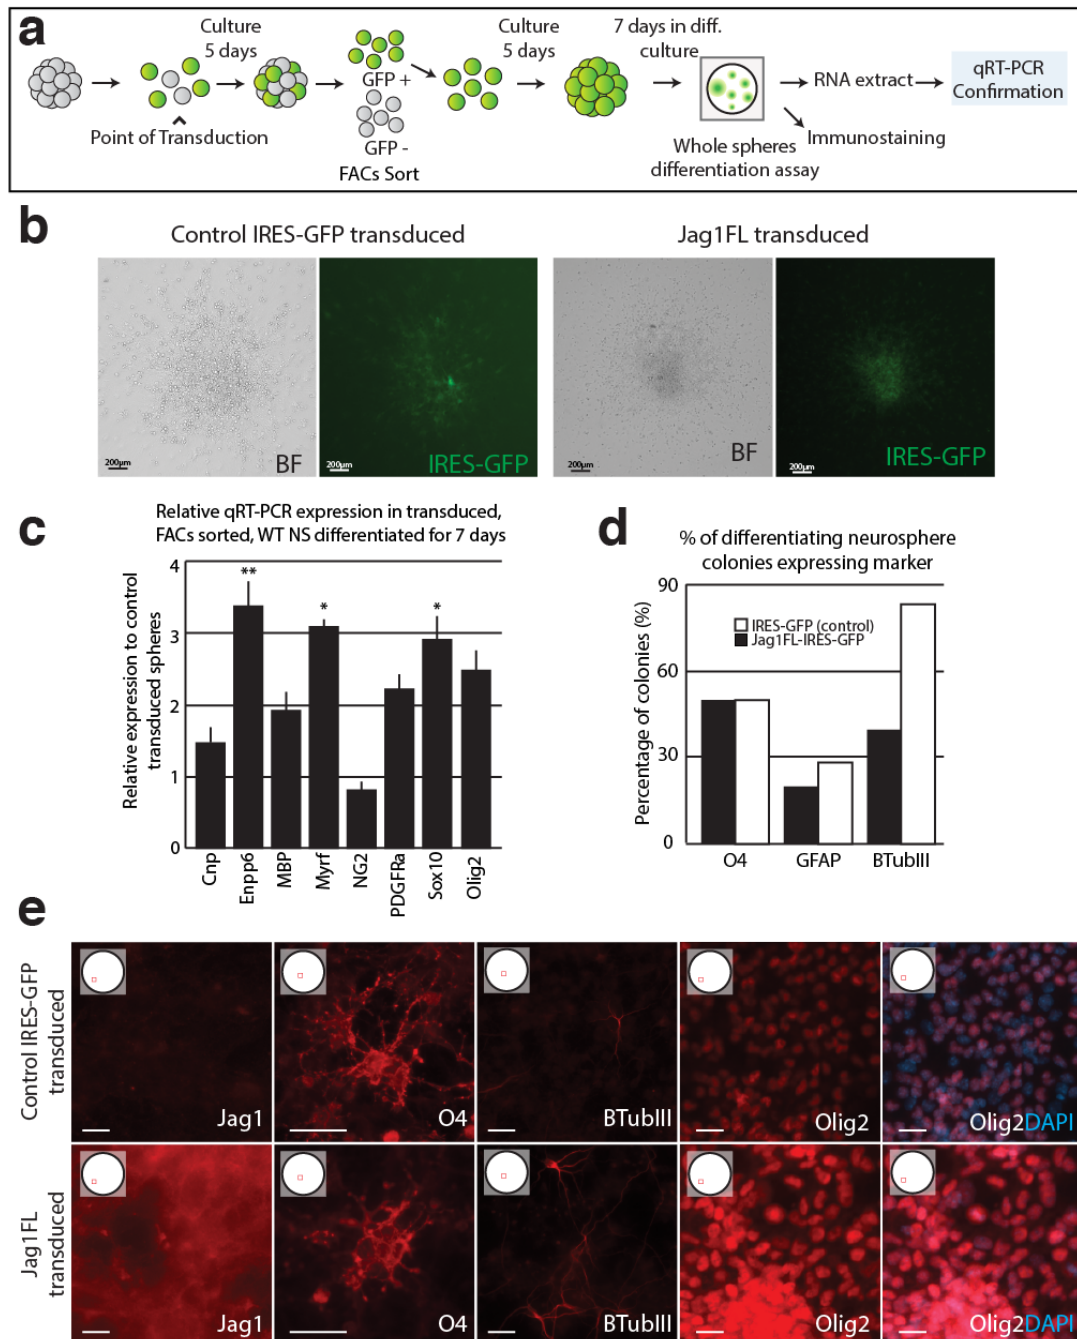 a
Culture
5 days
Point of Transduction
GFP +
GFP -
FACs Sort
Culture
5 days
7 days in diff.
culture
Whole spheres
differentiation assay
RNA extract
Immunostaining
qRT-PCR
Confirmation
b
Control IRES-GFP transduced
Jag1FL transduced
200µm
BF
200µm
IRES-GFP
200µm
BF
200µm
IRES-GFP
c
Relative qRT-PCR expression in transduced,
FACs sorted, WT NS differentiated for 7 days
Relative expression to control
transduced spheres
4
3
2
1
0
**
*
*
Cnp
Enpp6
MBP
Myrf
NG2
PDGFRa
Sox10
Olig2
d
% of differentiating neurosphere
colonies expressing marker
Percentage of colonies (%)
90
60
30
0
IRES-GFP (control)
Jag1FL-IRES-GFP
O4
GFAP
BTubIII
e
Control IRES-GFP
transduced
Jag1
O4
BTubIII
Olig2
Olig2DAPI
Jag1FL
transduced
Jag1
O4
BTubIII
Olig2
Olig2DAPI